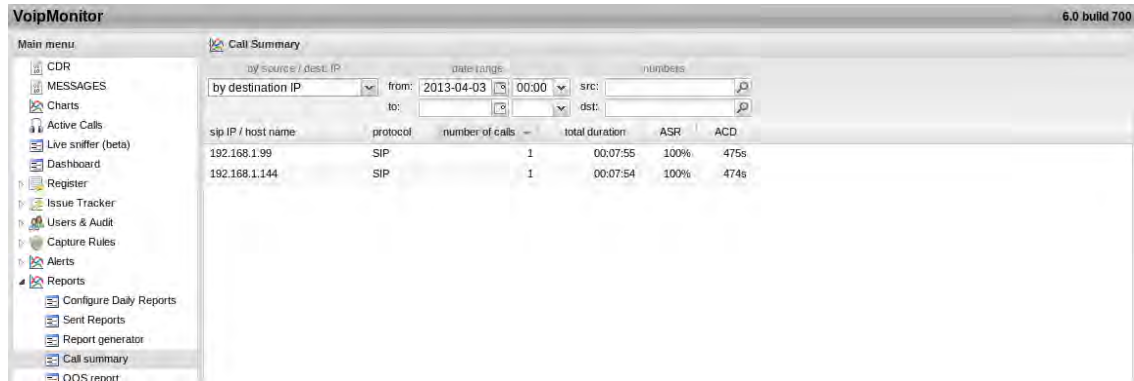 VoipMonitor
6.0 build 700
Main menu
CDR
MESSAGES
Charts
Active Calls
Live sniffer (beta)
Dashboard
Register
Issue Tracker
Users & Audit
Capture Rules
Alerts
Reports
Configure Daily Reports
Sent Reports
Report generator
Call summary
QOS report
Call Summary
by source / dest. IP date range numbers
by destination IP from: 2013-04-03 00:00 src:
to: dst:
sip IP / host name protocol number of calls total duration ASR ACD
192.168.1.99 SIP 1 00:07:55 100% 475s
192.168.1.144 SIP 1 00:07:54 100% 474s